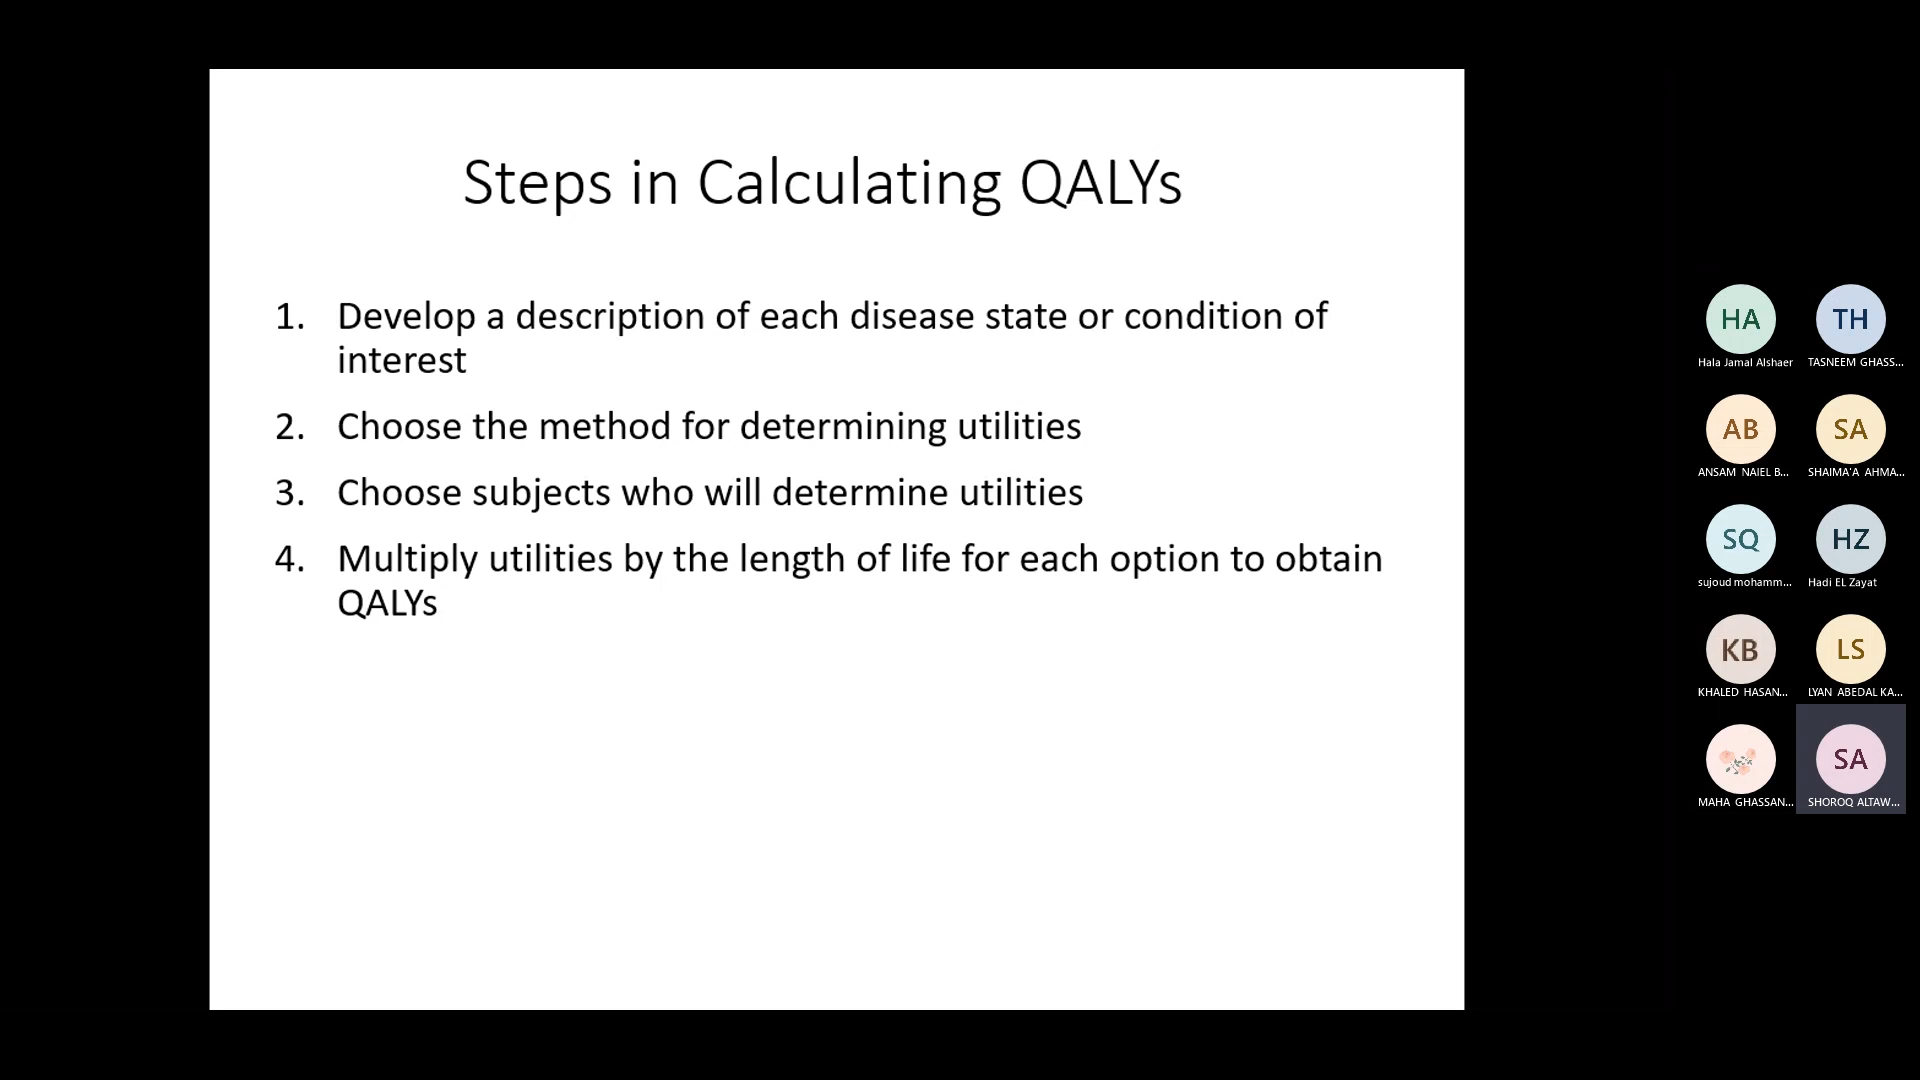 Steps in Calculating QALYs
1. Develop a description of each disease state or condition of
interest
2. Choose the method for determining utilities
3. Choose subjects who will determine utilities
4. Multiply utilities by the length of life for each option to obtain
QALYs
HA
TH
Hala Jamal Alshaer
TASNEEM GHASS...
AB
SA
ANSAM NAIEL B...
SHAIMA'A AHMA...
SQ
HZ
sujoud mohamm...
Hadi EL Zayat
KB
LS
KHALED HASAN...
LYAN ABEDAL KA...
SA
MAHA GHASSAN...
SHOROQ ALTAW...